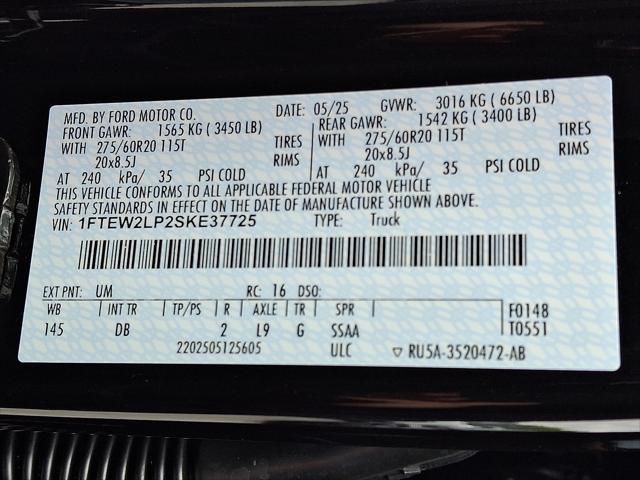 MFD. BY FORD MOTOR CO. DATE: 05/25 GVWR: 3016 KG ( 6650 LB)
FRONT GAWR: 1565 KG ( 3450 LB) REAR GAWR: 1542 KG ( 3400 LB)
WITH 275/60R20 115T TIRES WITH 275/60R20 115T TIRES
20x8.5J RIMS 20x8.5J RIMS
AT 240 kPa/ 35 PSI COLD AT 240 kPa/ 35 PSI COLD
THIS VEHICLE CONFORMS TO ALL APPLICABLE FEDERAL MOTOR VEHICLE
SAFETY STANDARDS IN EFFECT ON THE DATE OF MANUFACTURE SHOWN ABOVE.
VIN: 1FTEW2LP2SKE37725 TYPE: Truck
EXT PNT: UM RC: 16 DSO:
WB INT TR TP/PS R AXLE TR SPR F0148
145 DB 2 L9 G SSAA T0551
2202505125605 ULC ▽ RU5A-3520472-AB